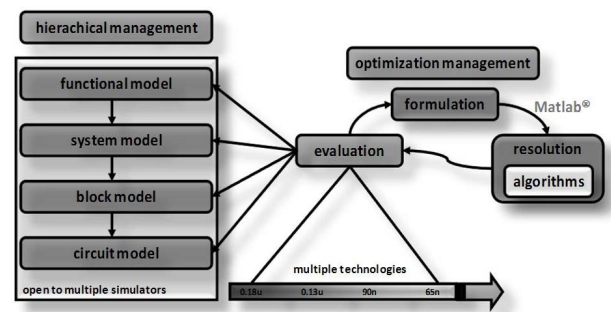 hierachical management
functional model
system model
block model
circuit model
open to multiple simulators
optimization management
formulation
Matlab®
evaluation
resolution
algorithms
multiple technologies
0.18u 0.13u 90n 65n